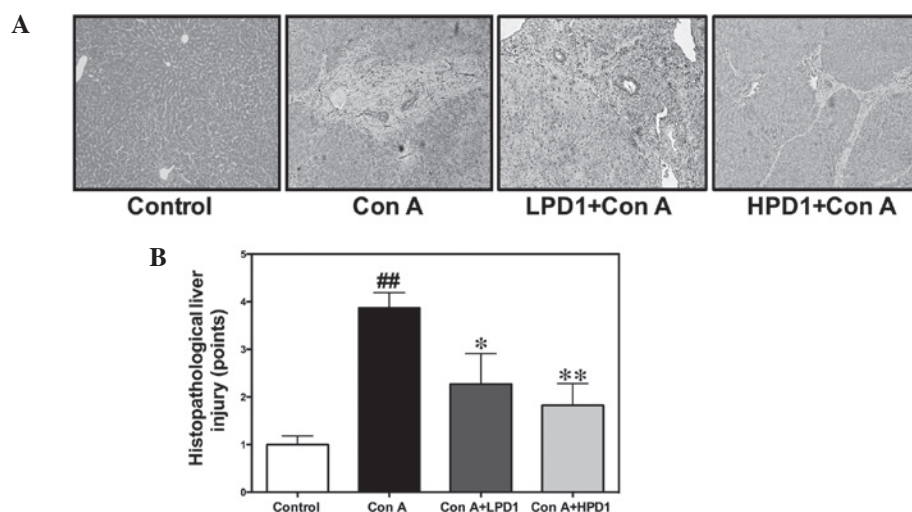 A
Control
Con A
LPD1+Con A
HPD1+Con A
B
Histopathological liver
injury (points)
5
4
3
2
1
0
##
*
**
Control
Con A
Con A+LPD1
Con A+HPD1